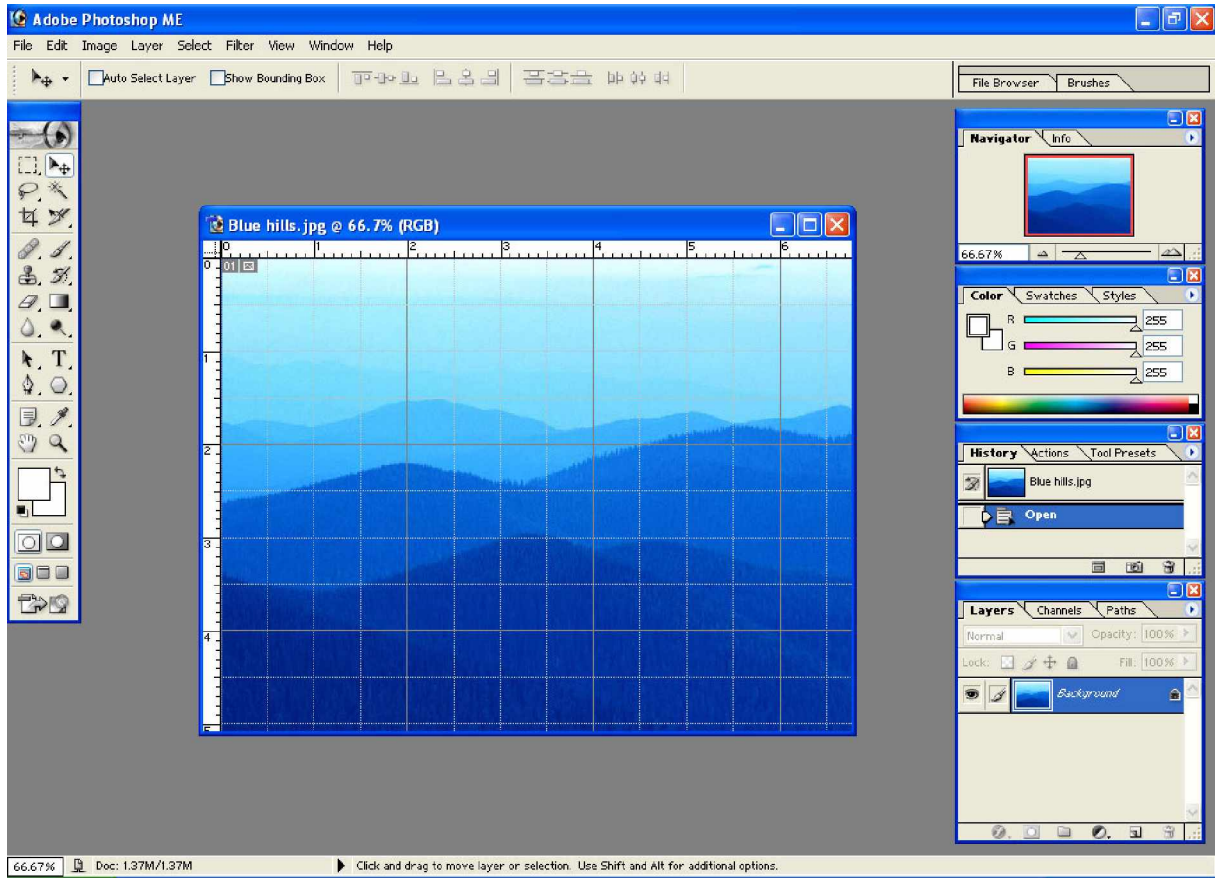 Adobe Photoshop ME
File Edit Image Layer Select Filter View Window Help
Auto Select Layer Show Bounding Box
File Browser Brushes
Navigator Info
66.67%
Color Swatches Styles
R 255
G 255
B 255
History Actions Tool Presets
Blue hills.jpg
Open
Layers Channels Paths
Normal Opacity: 100%
Lock: Fill: 100%
Background
T
Blue hills.jpg @ 66.7% (RGB)
0 1 2 3 4 5 6
01
0
1
2
3
4
5
66.67% Doc: 1.37M/1.37M Click and drag to move layer or selection. Use Shift and Alt for additional options.